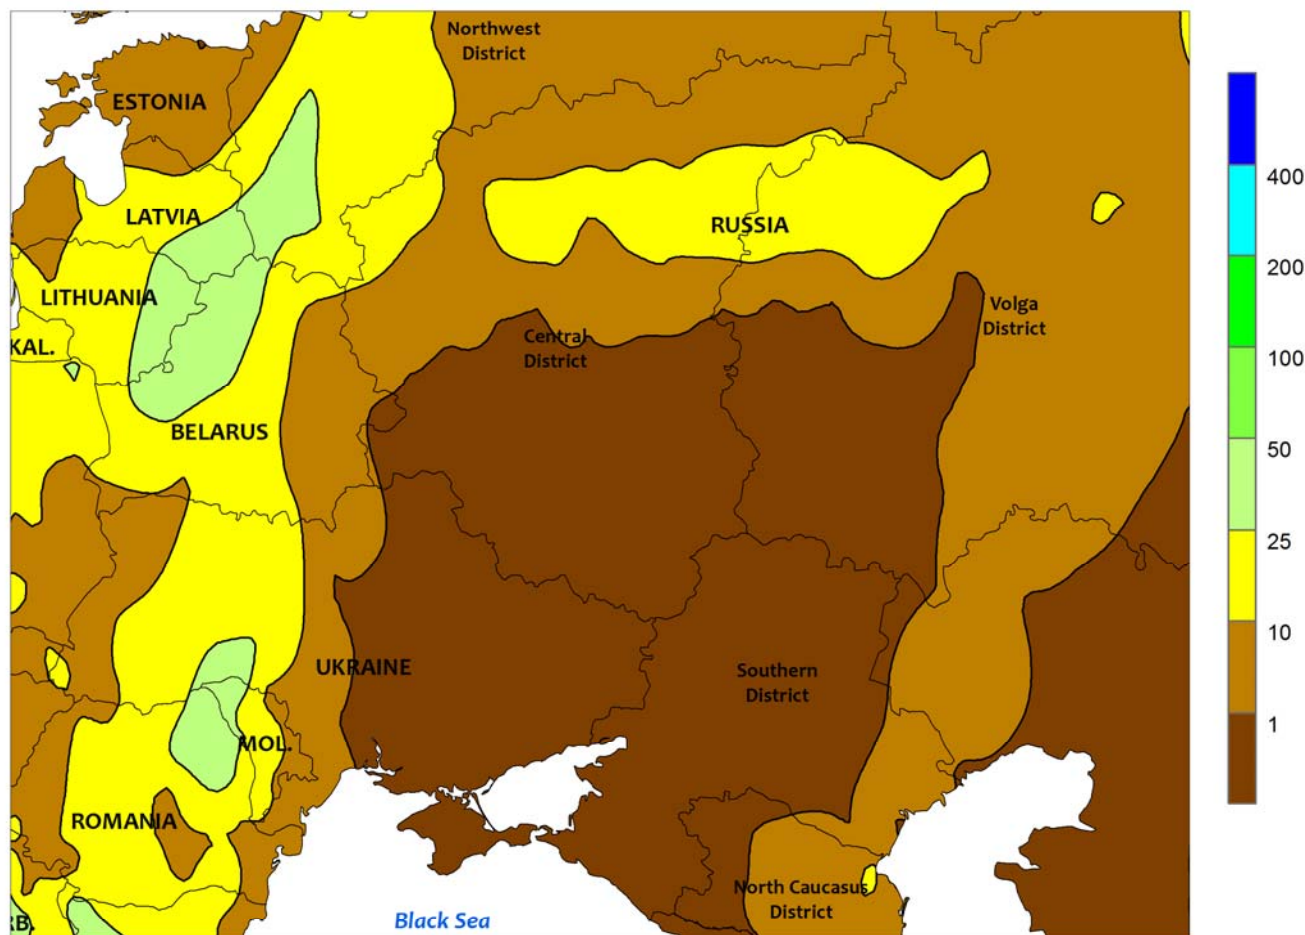 Northwest
District
ESTONIA
LATVIA
RUSSIA
LITHUANIA
Volga
District
KAL.
Central
District
BELARUS
UKRAINE
Southern
District
MOL.
ROMANIA
North Caucasus
District
RB.
Black Sea
400
200
100
50
25
10
1